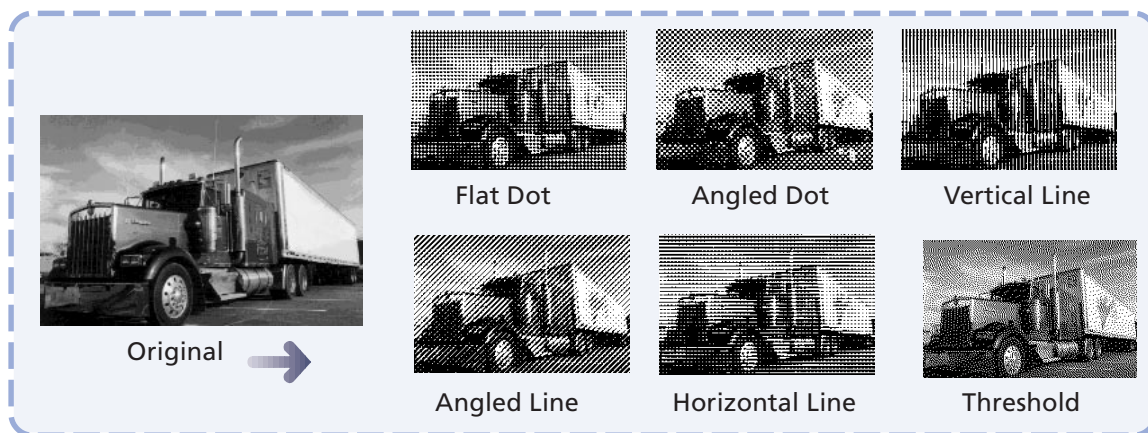 Flat Dot
Angled Dot
Vertical Line
Original
Angled Line
Horizontal Line
Threshold